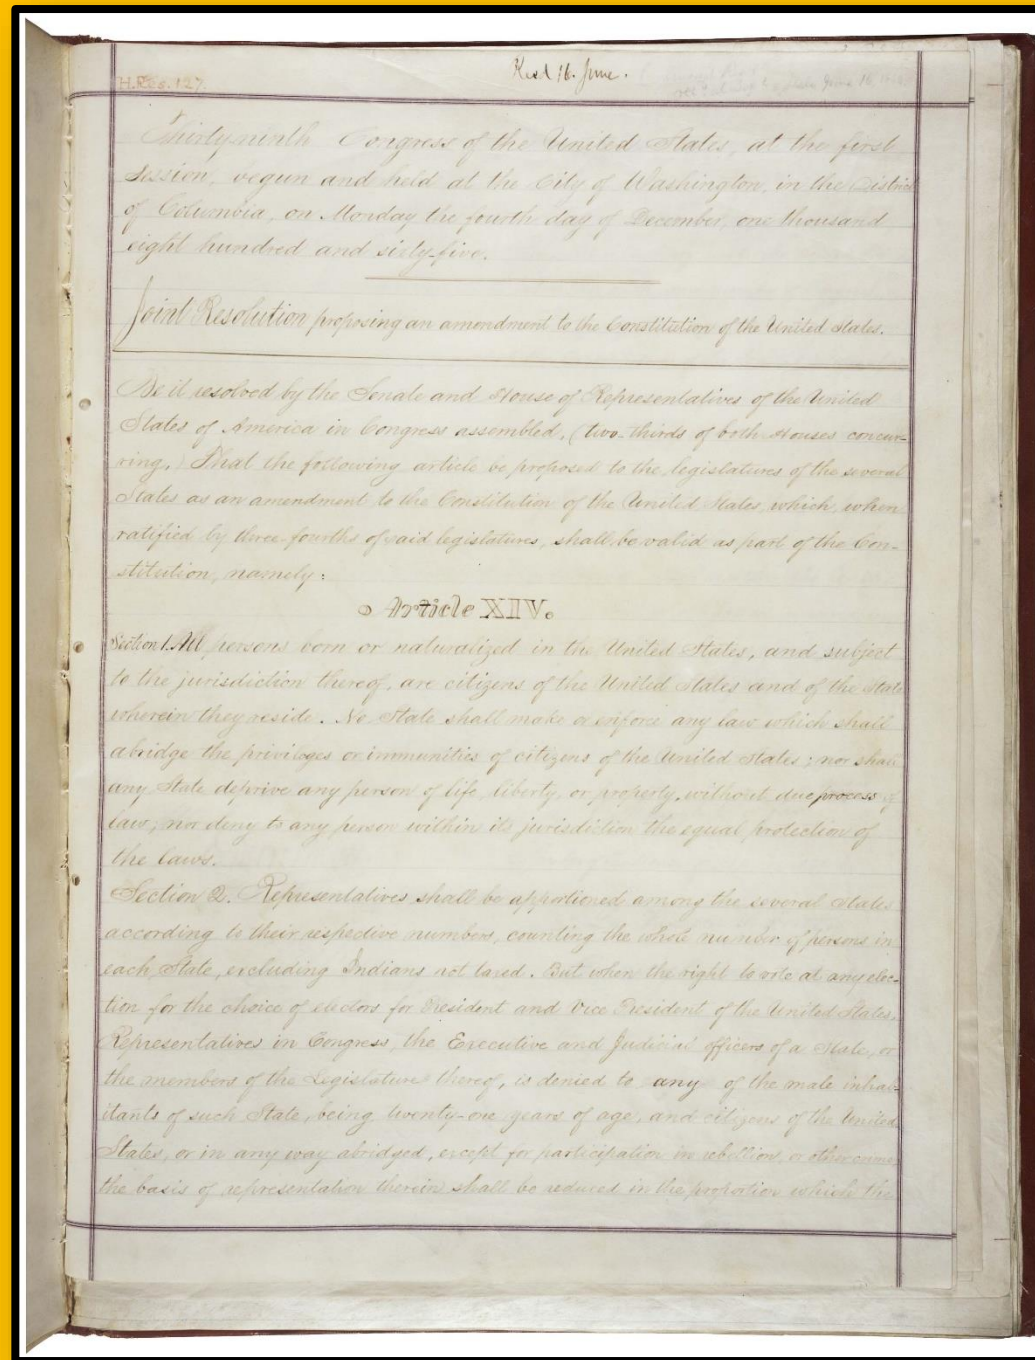 H.Res. 127
Recd 16. June.
Thirty-ninth Congress of the United States, at the first
Session, begun and held at the City of Washington, in the District
of Columbia, on Monday the fourth day of December, one thousand
eight hundred and sixty-five.
Joint Resolution proposing an amendment to the Constitution of the United States.
Be it resolved by the Senate and House of Representatives of the United
States of America in Congress assembled, (two-thirds of both Houses concur-
ring,) That the following article be proposed to the legislatures of the several
States as an amendment to the Constitution of the United States, which, when
ratified by three-fourths of said legislatures, shall be valid as part of the Con-
stitution, namely:
Article XIV.
Section 1. All persons born or naturalized in the United States, and subject
to the jurisdiction thereof, are citizens of the United States and of the State
wherein they reside. No State shall make or enforce any law which shall
abridge the privileges or immunities of citizens of the United States; nor shall
any State deprive any person of life, liberty, or property, without due process of
law; nor deny to any person within its jurisdiction the equal protection of
the laws.
Section 2. Representatives shall be apportioned among the several States
according to their respective numbers, counting the whole number of persons in
each State, excluding Indians not taxed. But when the right to vote at any elec-
tion for the choice of electors for President and Vice President of the United States,
Representatives in Congress, the Executive and Judicial officers of a State, or
the members of the Legislature thereof, is denied to any of the male inhab-
itants of such State, being twenty-one years of age, and citizens of the United
States, or in any way abridged, except for participation in rebellion, or other crime,
the basis of representation therein shall be reduced in the proportion which the